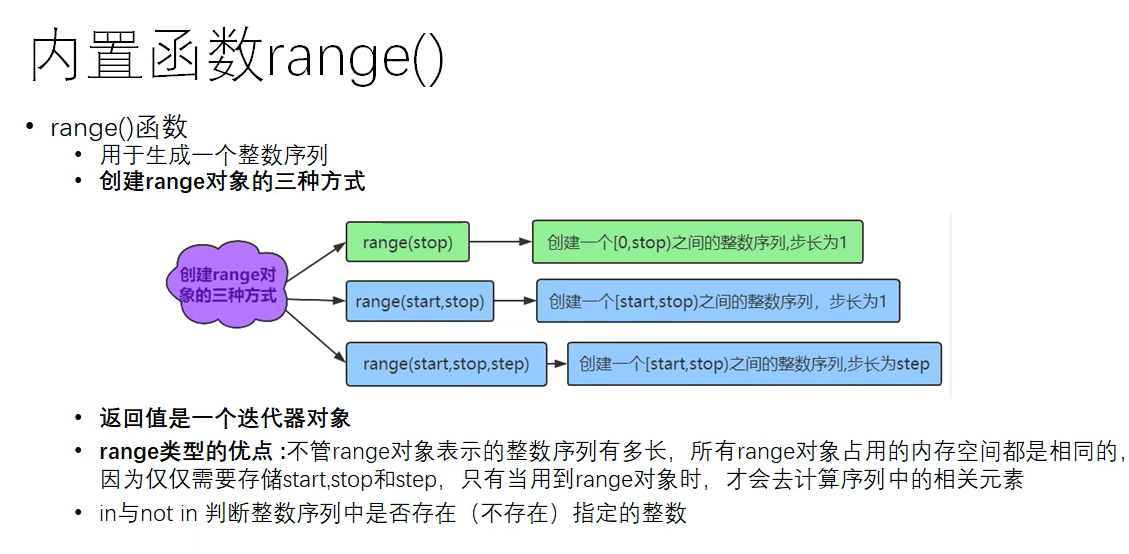 内置函数range()
• range()函数
• 用于生成一个整数序列
• 创建range对象的三种方式
创建range对
象的三种方式
range(stop)
创建一个[0,stop)之间的整数序列,步长为1
range(start,stop)
创建一个[start,stop)之间的整数序列，步长为1
range(start,stop,step)
创建一个[start,stop)之间的整数序列,步长为step
• 返回值是一个迭代器对象
• range类型的优点 :不管range对象表示的整数序列有多长，所有range对象占用的内存空间都是相同的，
因为仅仅需要存储start,stop和step，只有当用到range对象时，才会去计算序列中的相关元素
• in与not in 判断整数序列中是否存在（不存在）指定的整数